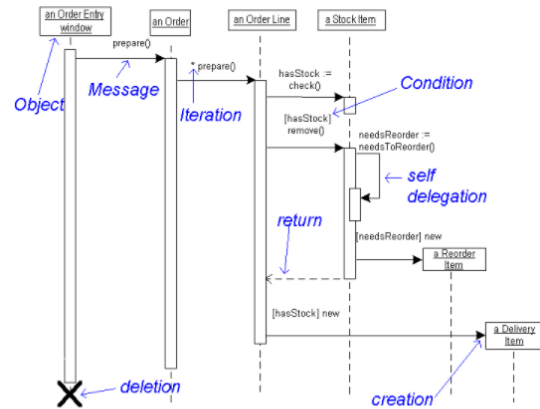 an Order Entry
window
an Order
an Order Line
a Stock Item
prepare()
* prepare()
hasStock :=
check()
Condition
Object
Message
Iteration
[hasStock]
remove()
needsReorder :=
needsToReorder()
self
delegation
return
[needsReorder] new
a Reorder
Item
[hasStock] new
a Delivery
Item
deletion
creation